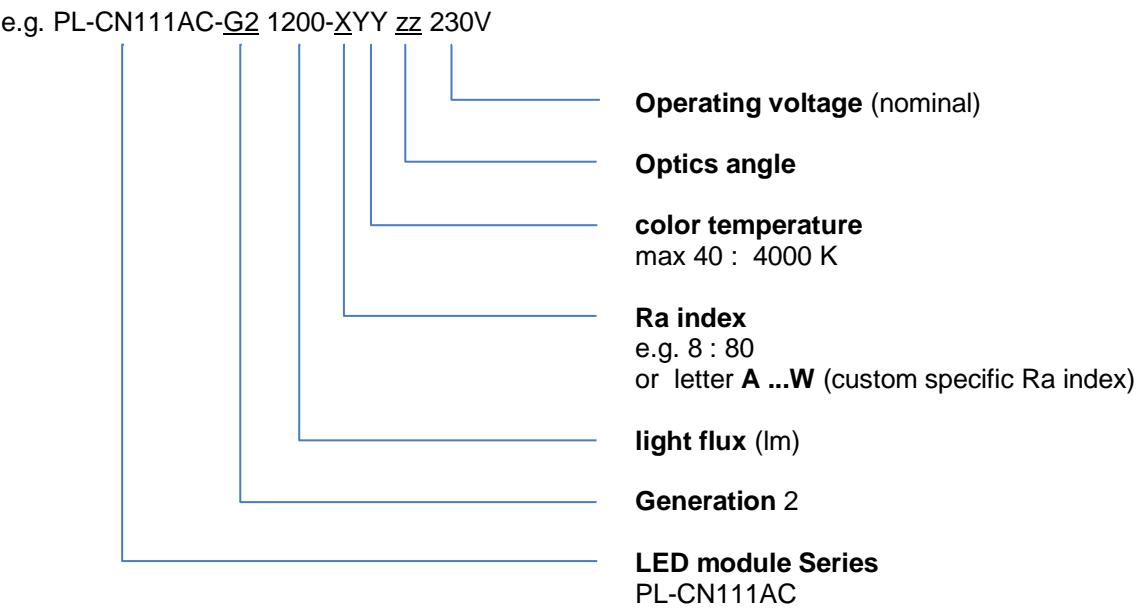 e.g. PL-CN111AC-G2 1200-XYY zz 230V
Operating voltage (nominal)
Optics angle
color temperature
max 40 : 4000 K
Ra index
e.g. 8 : 80
or letter A ...W (custom specific Ra index)
light flux (lm)
Generation 2
LED module Series
PL-CN111AC